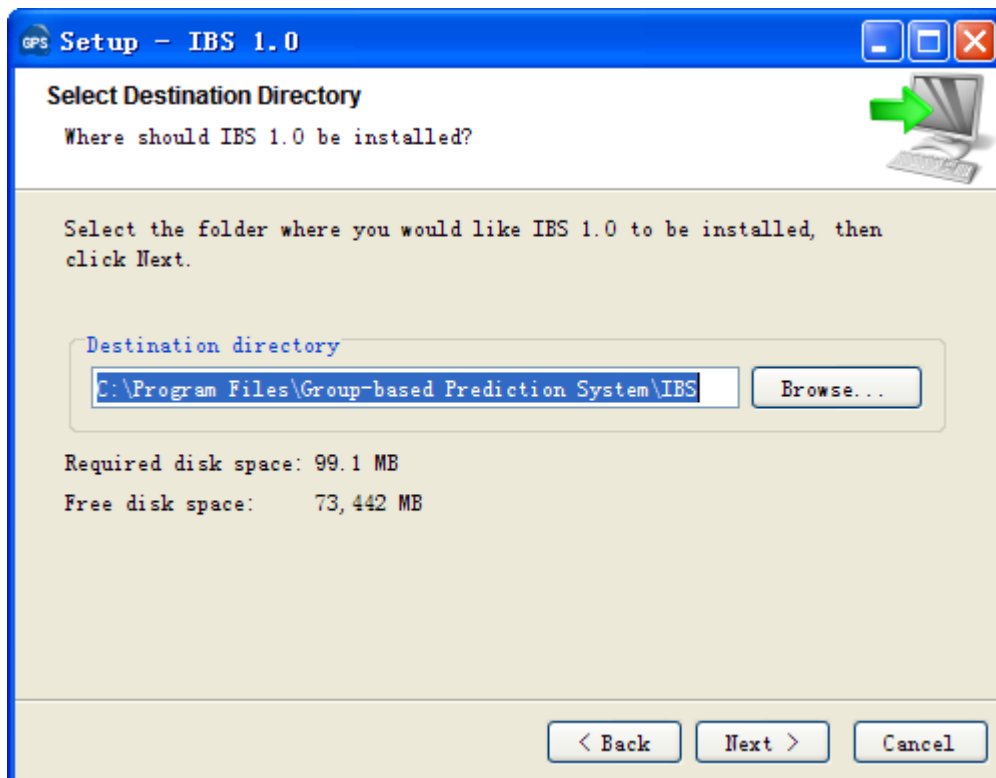 GPS Setup - IBS 1.0
Select Destination Directory
Where should IBS 1.0 be installed?
Select the folder where you would like IBS 1.0 to be installed, then
click Next.
Destination directory
C:\Program Files\Group-based Prediction System\IBS Browse...
Required disk space: 99.1 MB
Free disk space: 73,442 MB
< Back Next > Cancel